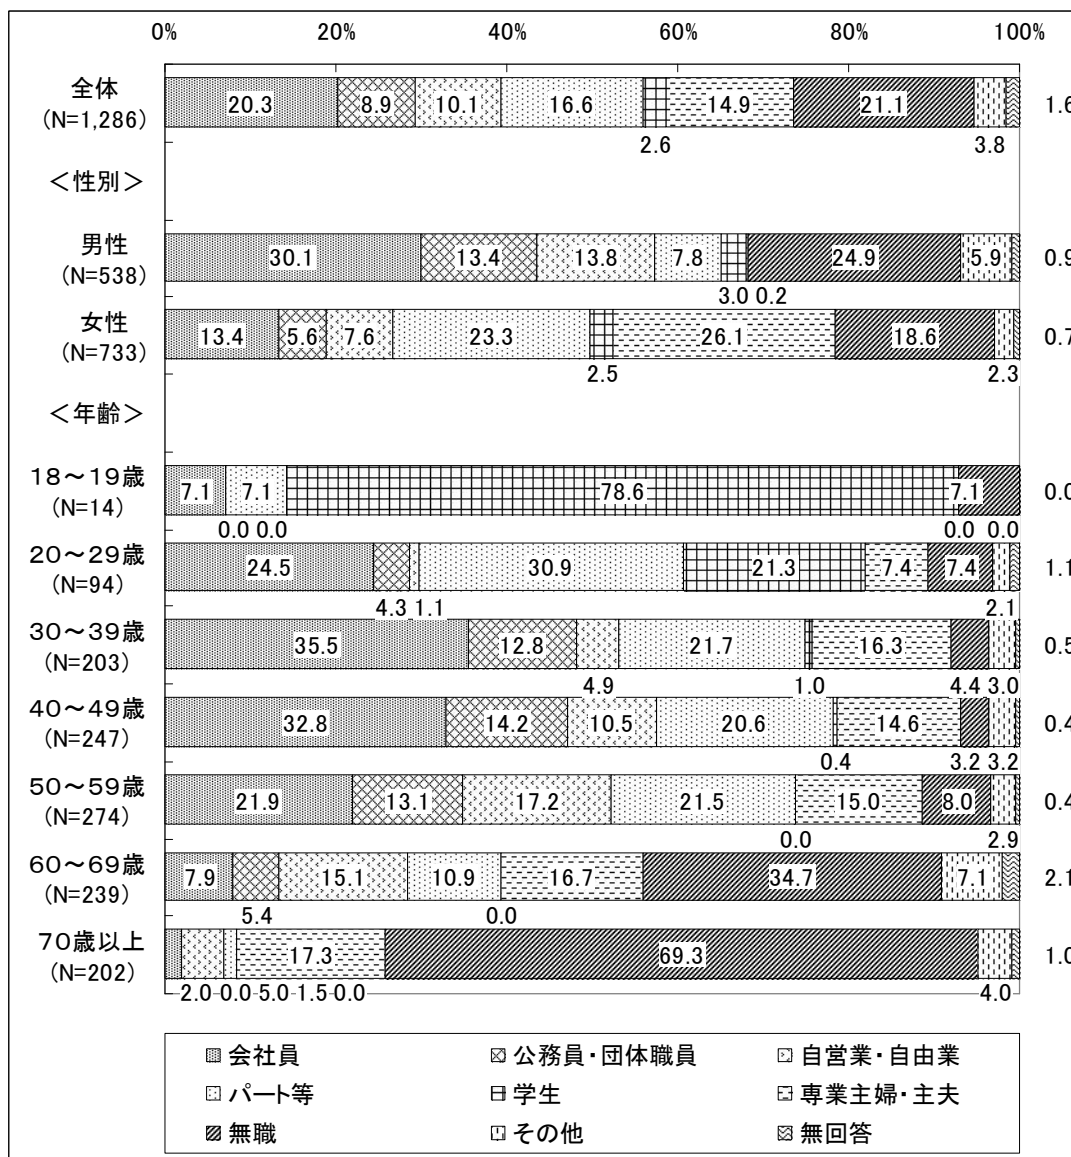 0% 20% 40% 60% 80% 100%
全体
(N=1,286)
20.3 8.9 10.1 16.6 14.9 21.1 1.6
2.6 3.8
＜性別＞
男性
(N=538)
30.1 13.4 13.8 7.8 24.9 5.9 0.9
3.0 0.2
女性
(N=733)
13.4 5.6 7.6 23.3 26.1 18.6 0.7
2.5 2.3
＜年齢＞
18～19歳
(N=14)
7.1 7.1 78.6 7.1 0.0
0.0 0.0 0.0 0.0
20～29歳
(N=94)
24.5 30.9 21.3 7.4 7.4 1.1
4.3 1.1 2.1
30～39歳
(N=203)
35.5 12.8 21.7 16.3 0.5
4.9 1.0 4.4 3.0
40～49歳
(N=247)
32.8 14.2 10.5 20.6 14.6 0.4
0.4 3.2 3.2
50～59歳
(N=274)
21.9 13.1 17.2 21.5 15.0 8.0 0.4
0.0 2.9
60～69歳
(N=239)
7.9 15.1 10.9 16.7 34.7 7.1 2.1
5.4 0.0
70歳以上
(N=202)
17.3 69.3 1.0
2.0 0.0 5.0 1.5 0.0 4.0
会社員 公務員・団体職員 自営業・自由業
パート等 学生 専業主婦・主夫
無職 その他 無回答